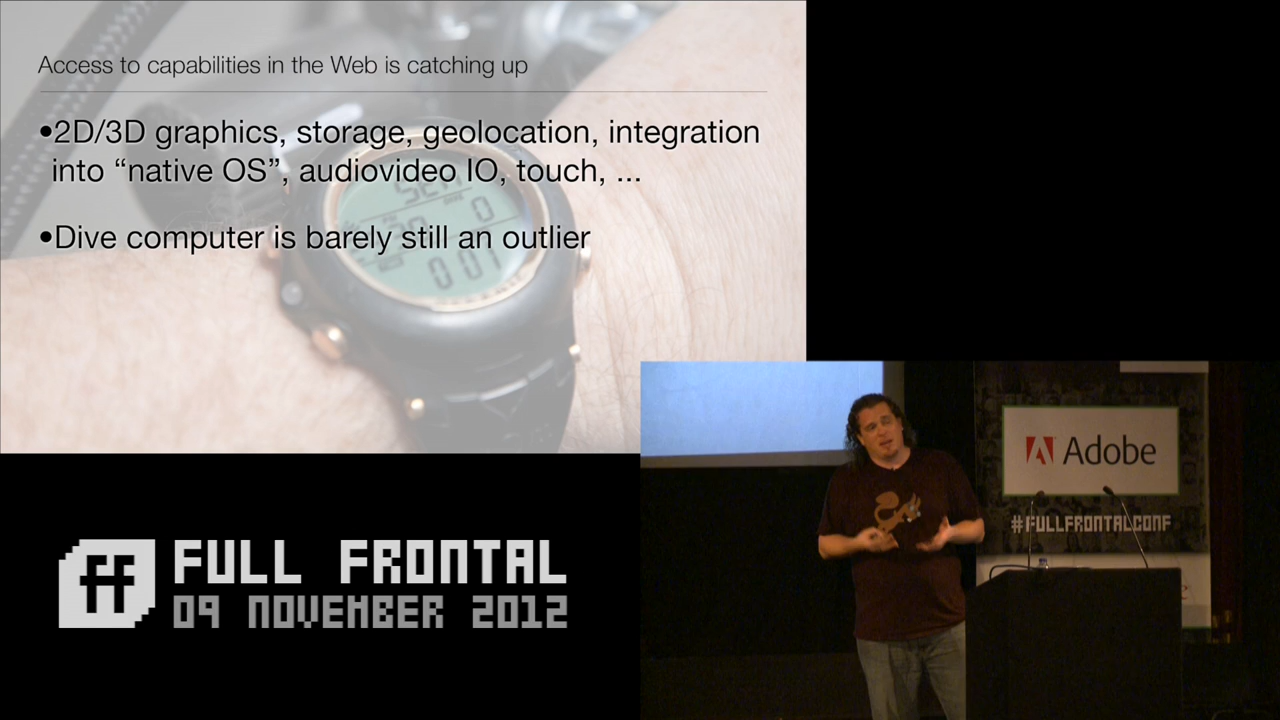 Access to capabilities in the Web is catching up
•2D/3D graphics, storage, geolocation, integration
into “native OS”, audiovideo IO, touch, ...
•Dive computer is barely still an outlier
ff FULL FRONTAL
09 NOVEMBER 2012
Adobe
#FULLFRONTALCONF